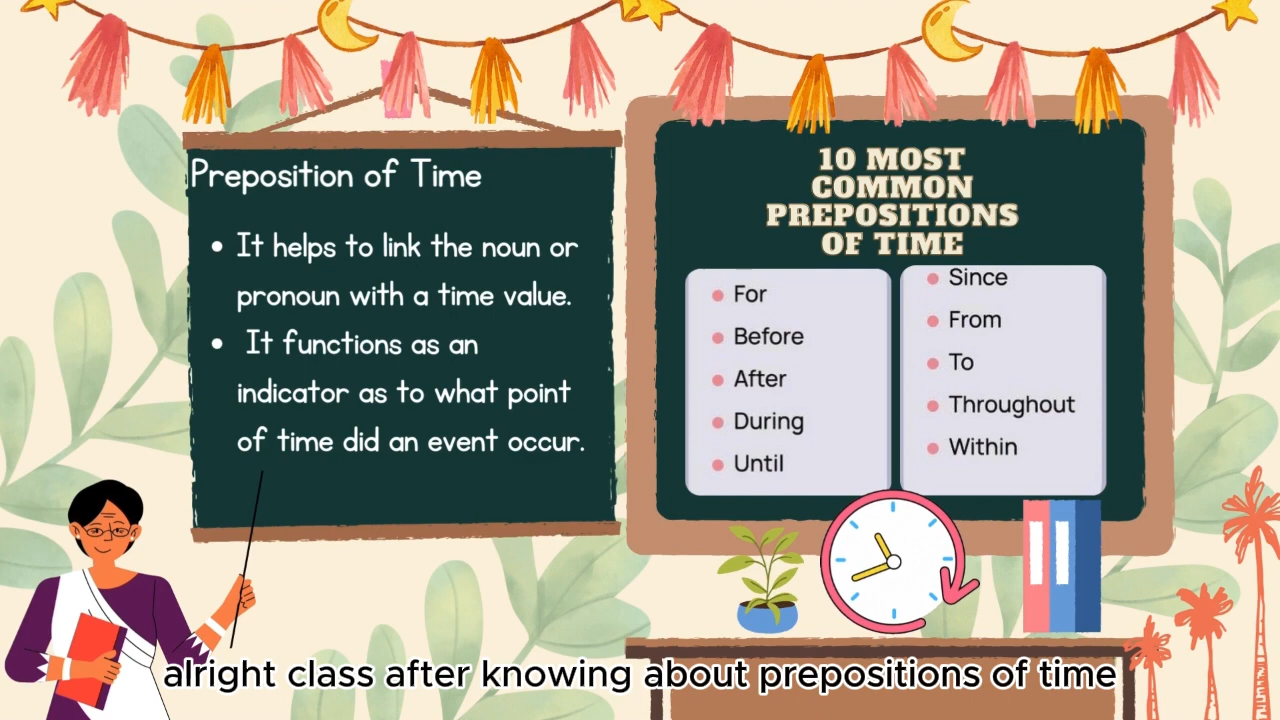 Preposition of Time
• It helps to link the noun or
pronoun with a time value.
• It functions as an
indicator as to what point
of time did an event occur.
10 MOST
COMMON
PREPOSITIONS
OF TIME
• For
• Before
• After
• During
• Until
• Since
• From
• To
• Throughout
• Within
alright class after knowing about prepositions of time